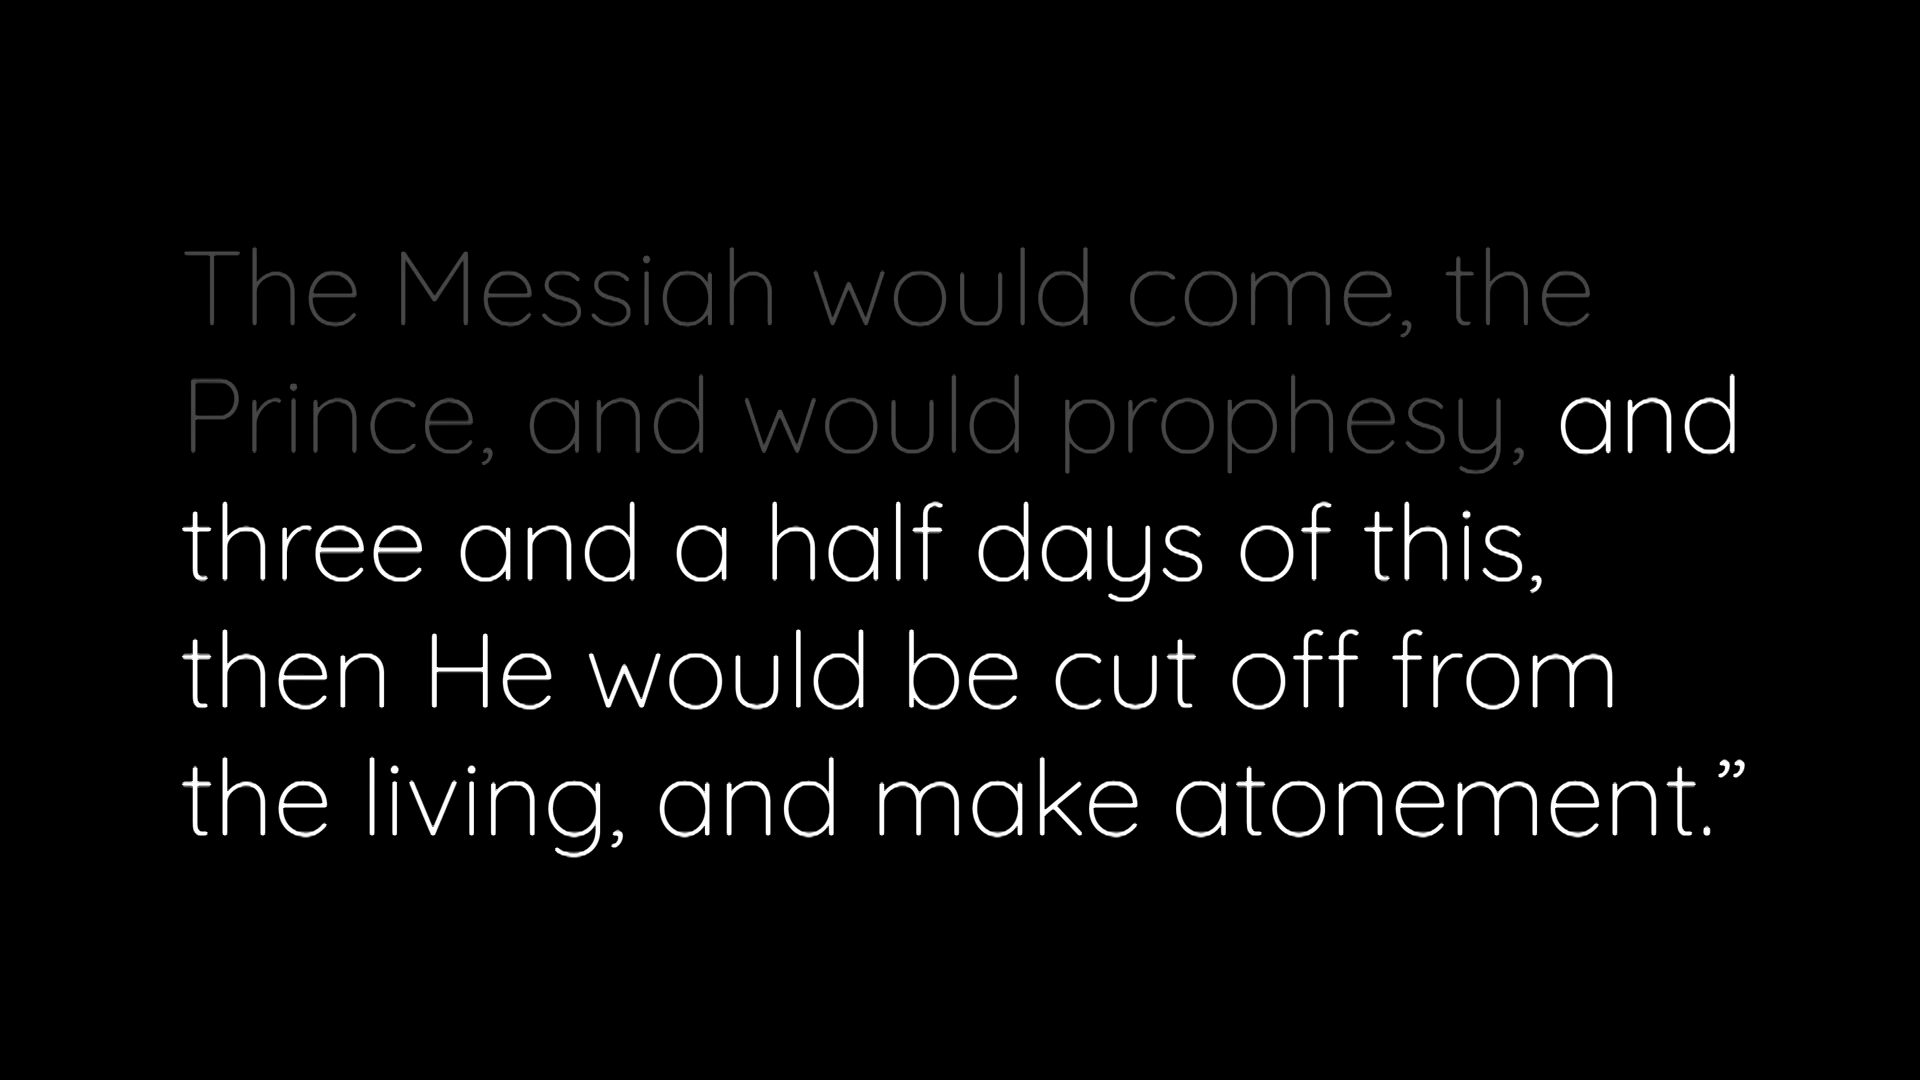 The Messiah would come, the
Prince, and would prophesy, and
three and a half days of this,
then He would be cut off from
the living, and make atonement.”